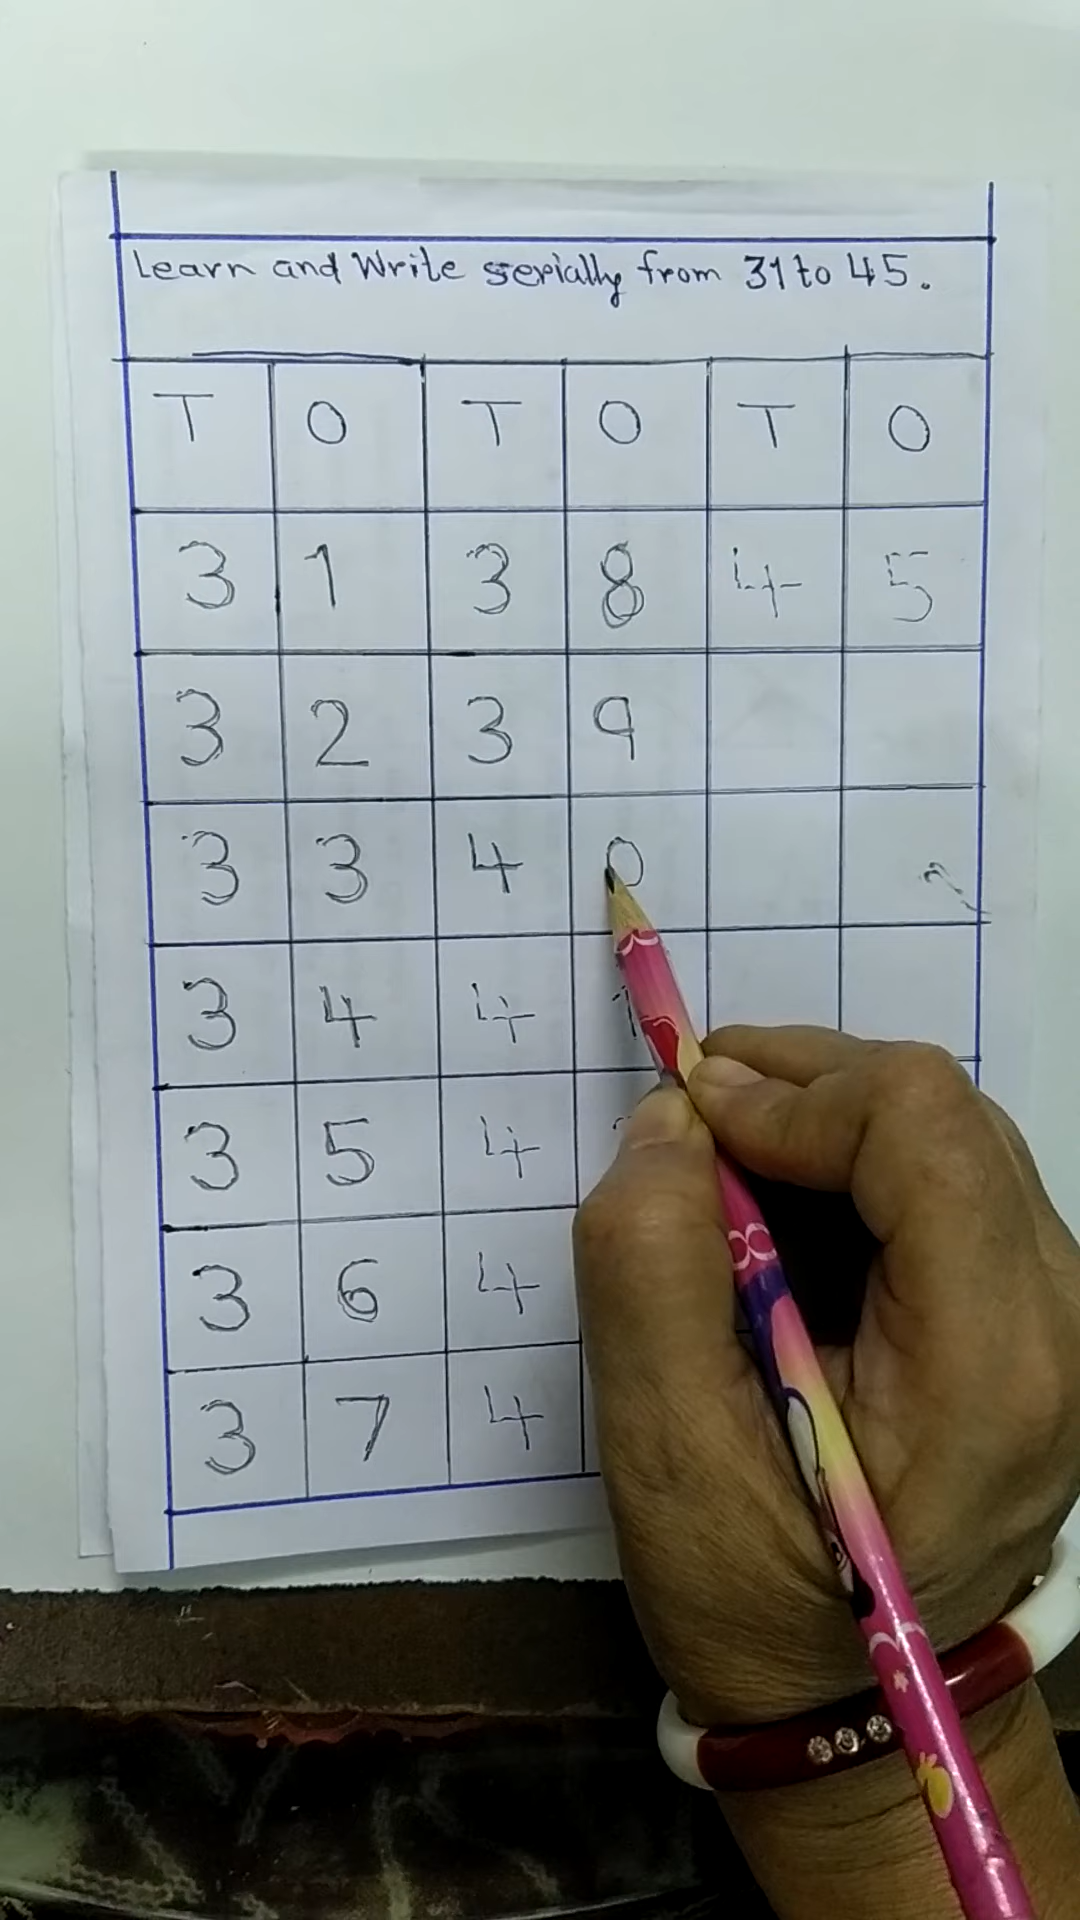 Learn and Write serially from 31 to 45.
T O T O T O
3 1 3 8 4 5
3 2 3 9
3 3 4 0
3 4 4 1
3 5 4
3 6 4
3 7 4